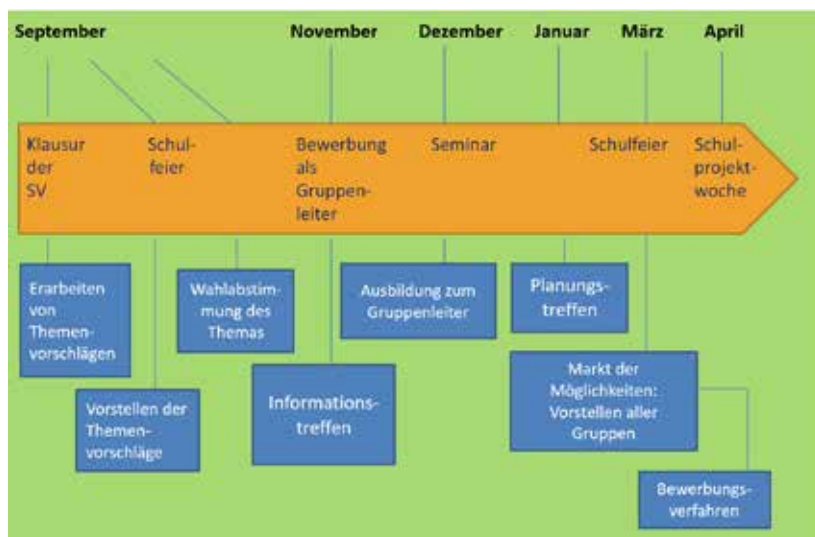 September
November
Dezember
Januar
März
April
Klausur
der
SV
Schul-
feier
Bewerbung
als
Gruppen-
leiter
Seminar
Schulfeier
Schul-
projekt-
woche
Erarbeiten
von
Themen-
vorschlägen
Vorstellen der
Themen-
vorschläge
Wahlabstim-
mung des
Themas
Informations-
treffen
Ausbildung zum
Gruppenleiter
Planungs-
treffen
Markt der
Möglichkeiten:
Vorstellen aller
Gruppen
Bewerbungs-
verfahren